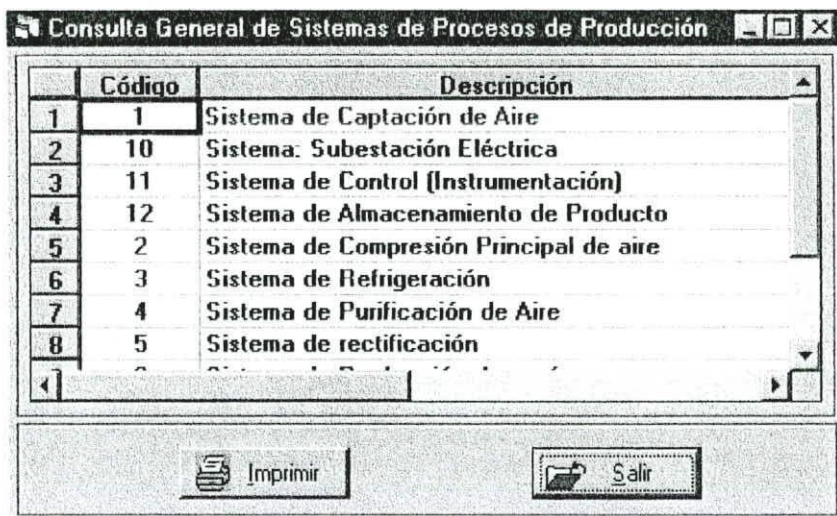 Consulta General de Sistemas de Procesos de Producción
Código Descripción
1 1 Sistema de Captación de Aire
2 10 Sistema: Subestación Eléctrica
3 11 Sistema de Control (Instrumentación)
4 12 Sistema de Almacenamiento de Producto
5 2 Sistema de Compresión Principal de aire
6 3 Sistema de Refrigeración
7 4 Sistema de Purificación de Aire
8 5 Sistema de rectificación
Imprimir Salir